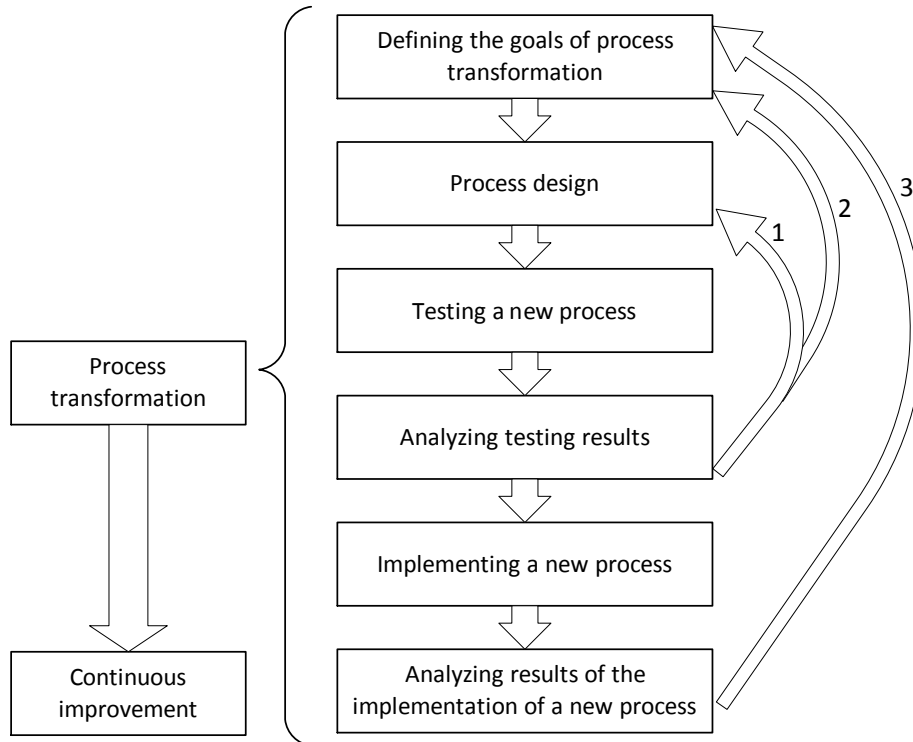 Defining the goals of process
transformation
Process design
Testing a new process
Analyzing testing results
Implementing a new process
Analyzing results of the
implementation of a new process
Process
transformation
Continuous
improvement
1
2
3